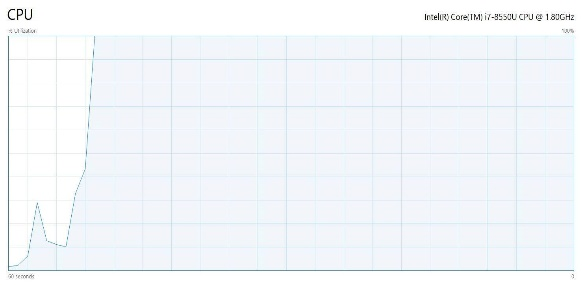 CPU
Intel(R) Core(TM) i7-8550U CPU @ 1.80GHz
% Utilization
100%
60 seconds
0